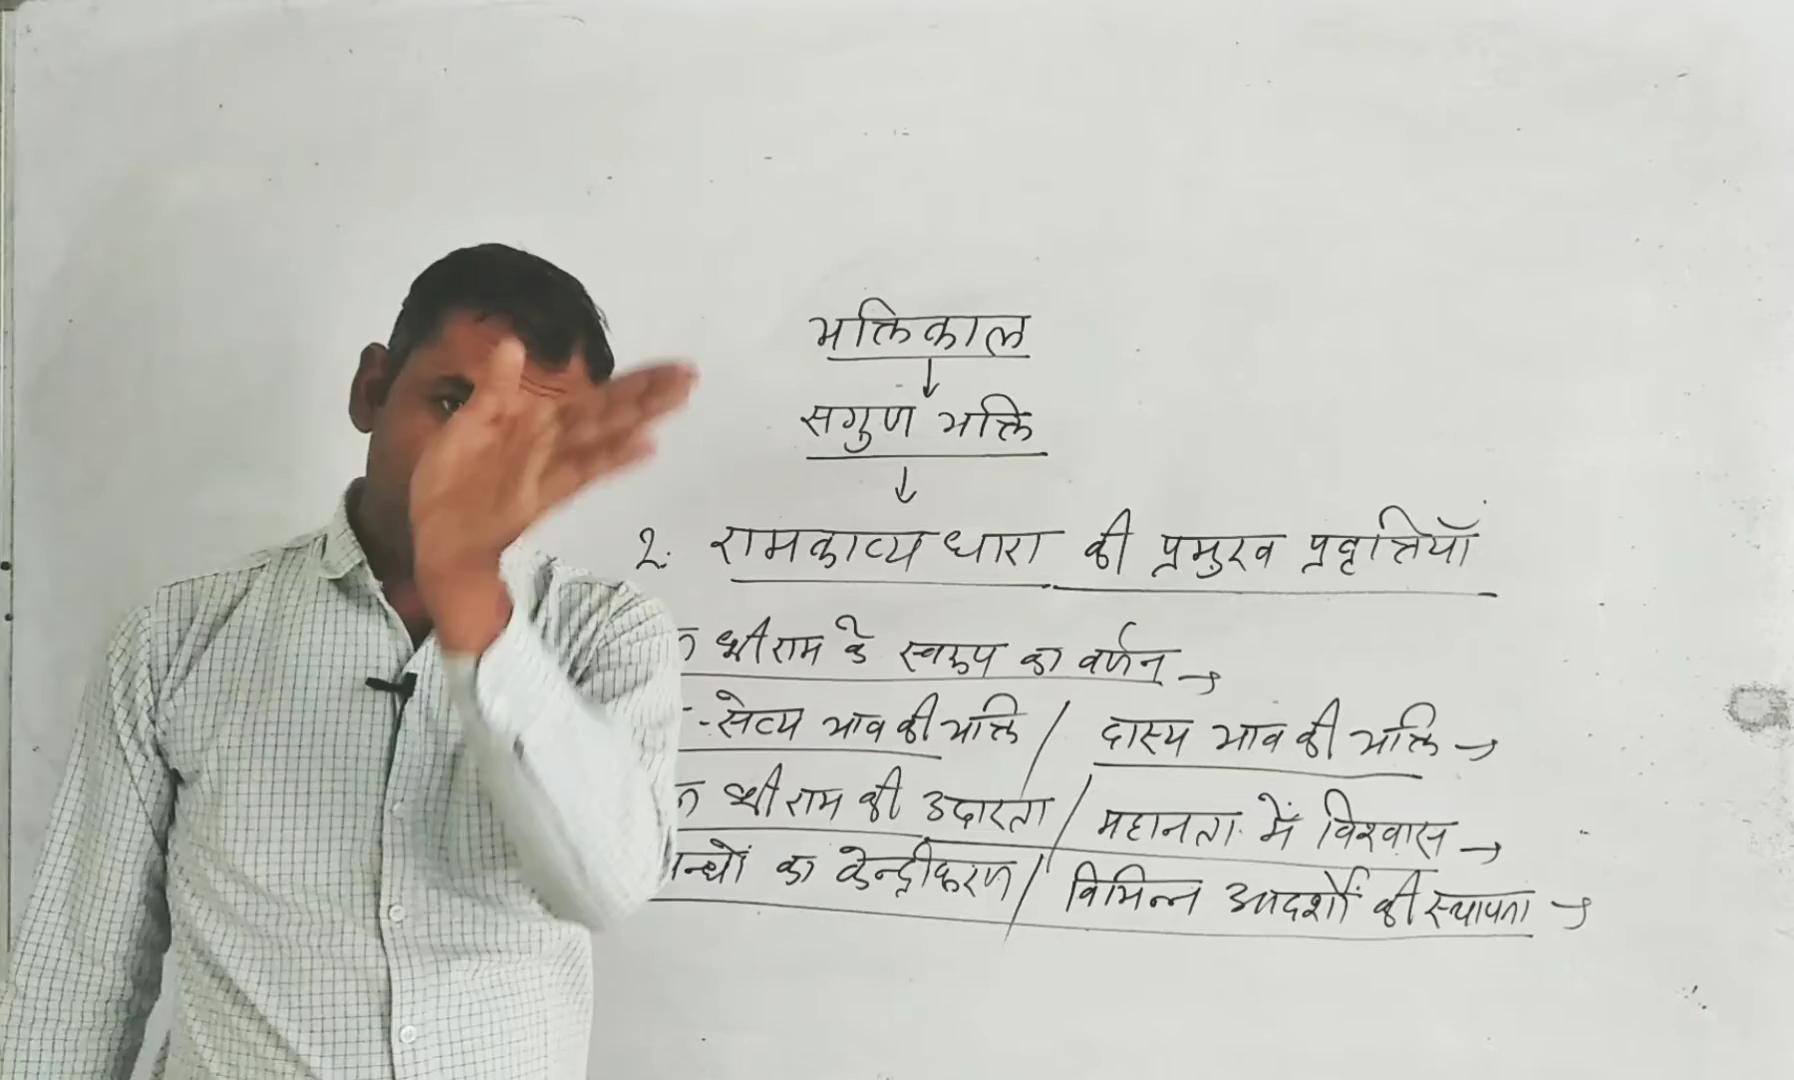 भक्तिकाल
↓
सगुण भक्ति
↓
2. रामकाव्य धारा की प्रमुख प्रवृत्तियाँ
श्रीराम के स्वरूप का वर्णन →
-सेव्य भाव की भक्ति / दास्य भाव की भक्ति →
श्रीराम की उदारता / महानता में विश्वास →
का केन्द्रीकरण / विभिन्न आदर्शों की स्थापना →